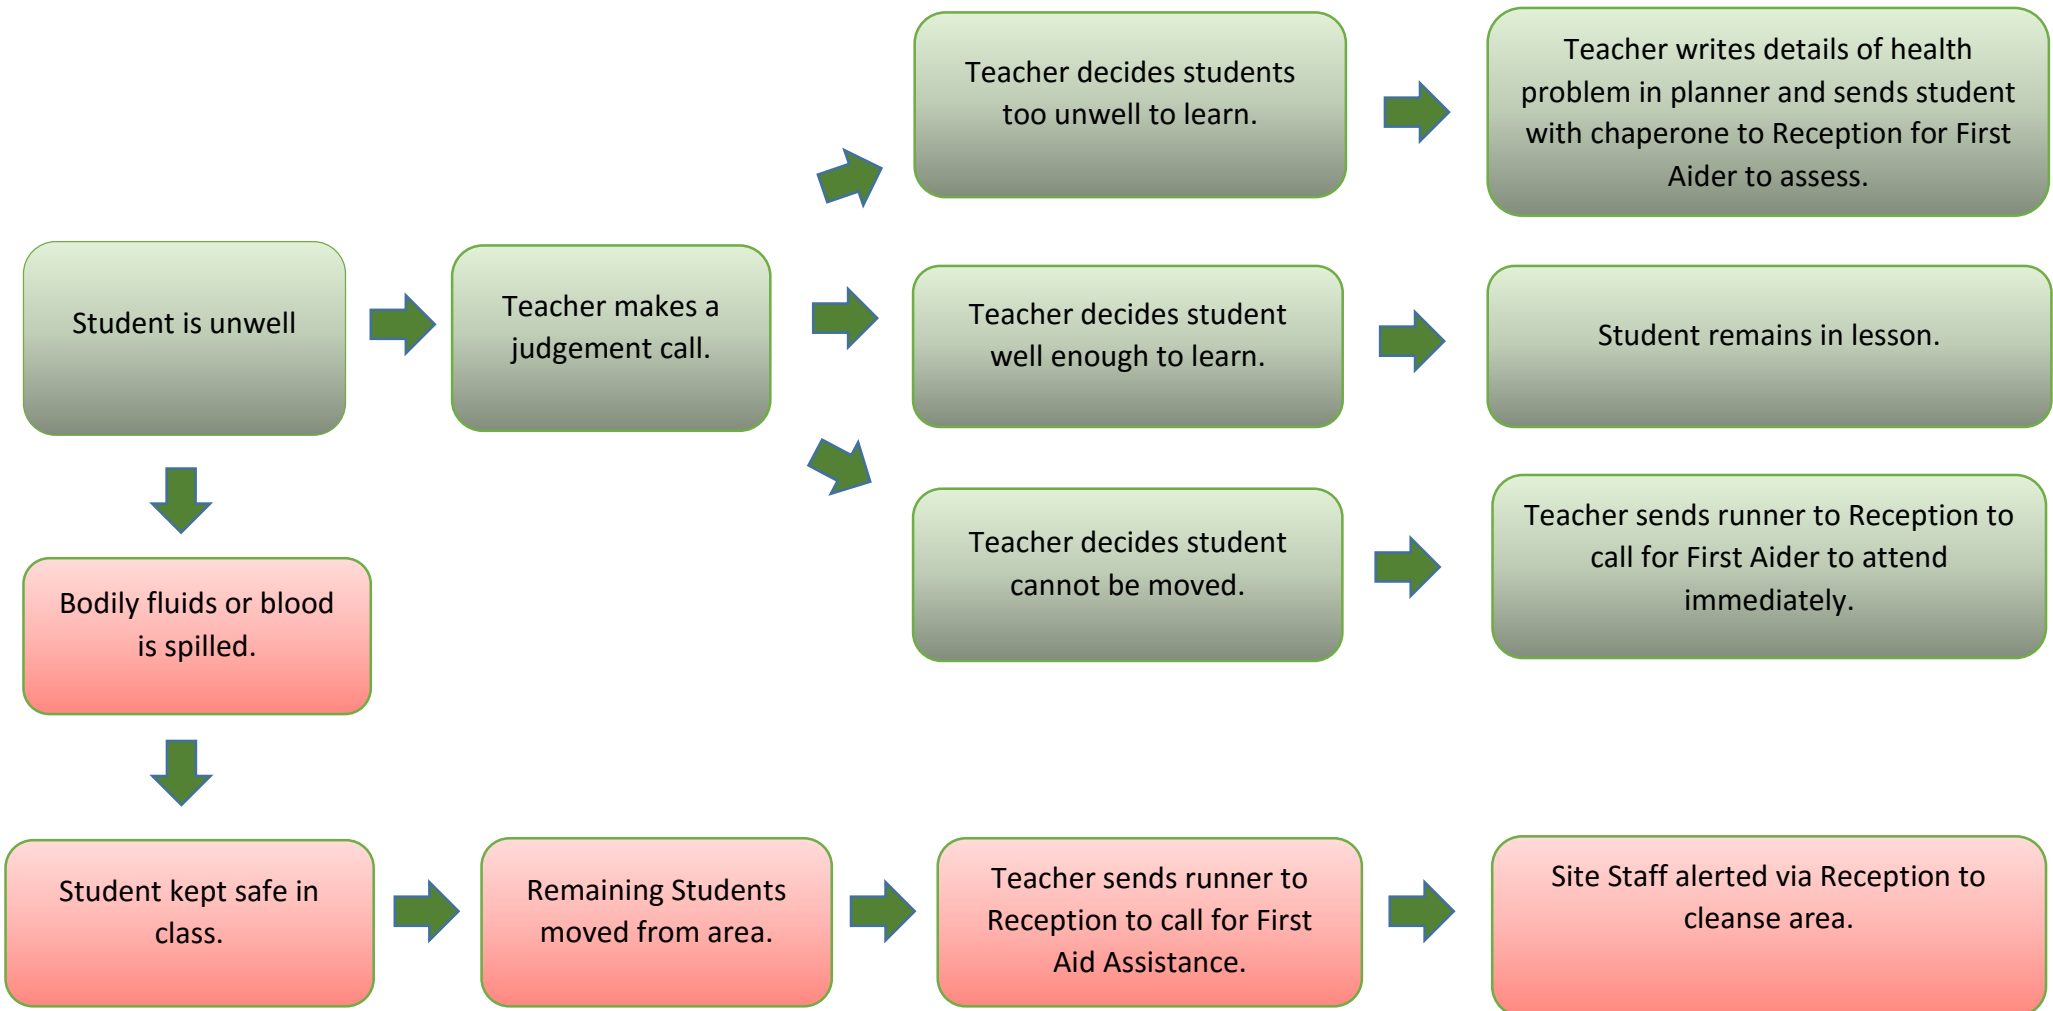 Teacher decides students
too unwell to learn.
Teacher writes details of health
problem in planner and sends student
with chaperone to Reception for First
Aider to assess.
Student is unwell
Teacher makes a
judgement call.
Teacher decides student
well enough to learn.
Student remains in lesson.
Teacher decides student
cannot be moved.
Teacher sends runner to Reception to
call for First Aider to attend
immediately.
Bodily fluids or blood
is spilled.
Student kept safe in
class.
Remaining Students
moved from area.
Teacher sends runner to
Reception to call for First
Aid Assistance.
Site Staff alerted via Reception to
cleanse area.